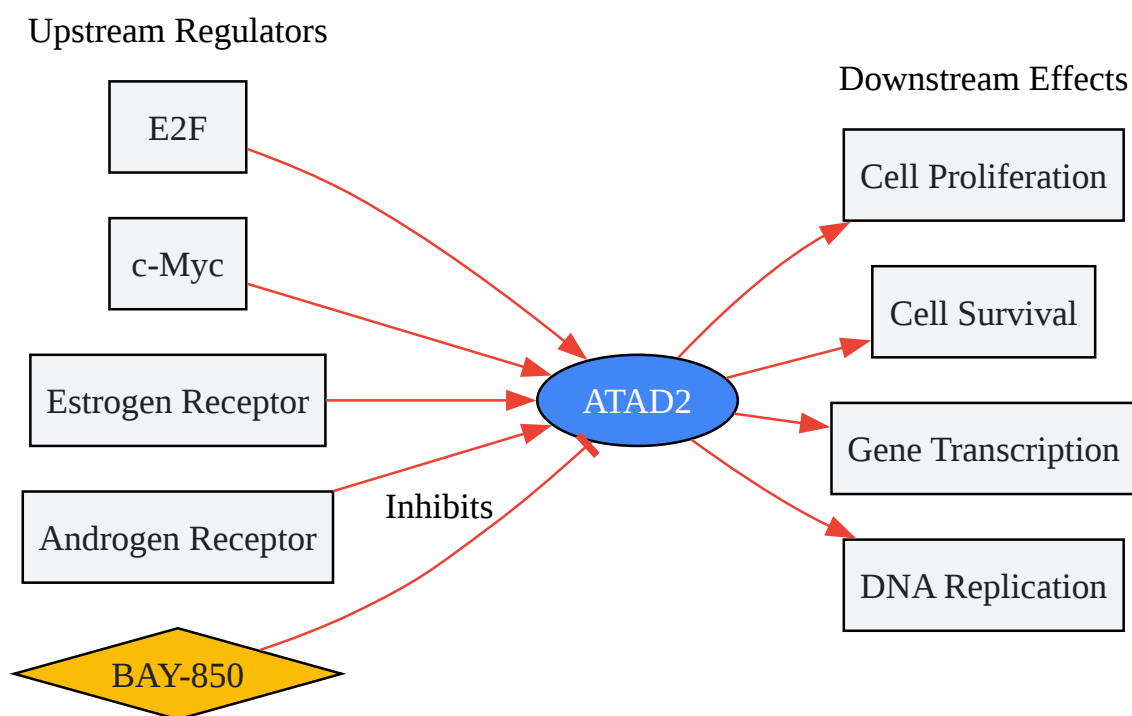 Upstream Regulators
E2F
c-Myc
Estrogen Receptor
Androgen Receptor
BAY-850
Inhibits
ATAD2
Downstream Effects
Cell Proliferation
Cell Survival
Gene Transcription
DNA Replication